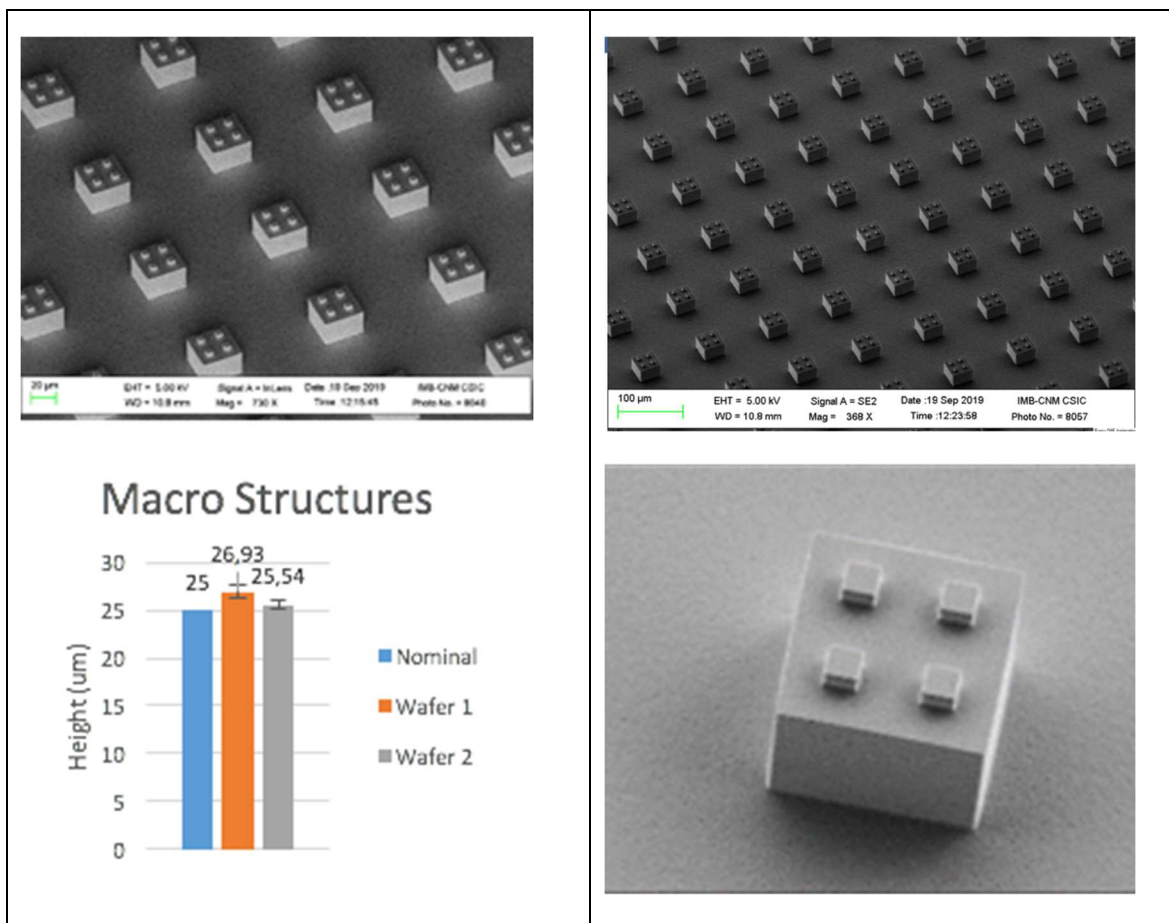 20 µm
EHT = 5.00 kV Signal A = InLens Date :19 Sep 2019 IMB-CNM CSIC
WD = 10.8 mm Mag = 730 X Time :12:15:45 Photo No. = 8048
100 µm
EHT = 5.00 kV Signal A = SE2 Date :19 Sep 2019 IMB-CNM CSIC
WD = 10.8 mm Mag = 368 X Time :12:23:58 Photo No. = 8057
Macro Structures
Height (um)
30
25
20
15
10
5
0
25
26,93
25,54
Nominal
Wafer 1
Wafer 2